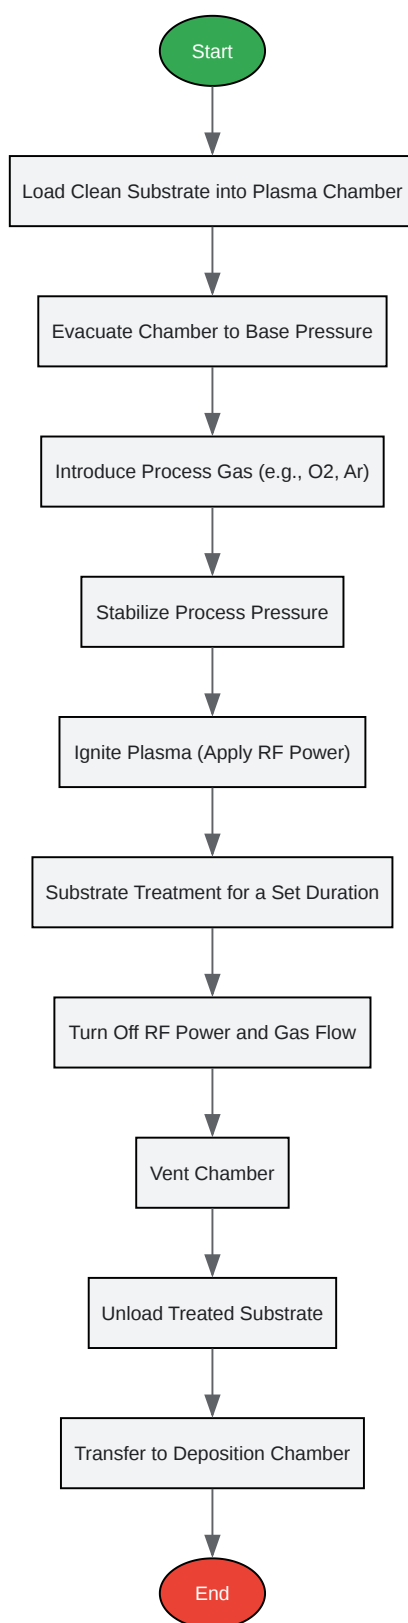 Start
Load Clean Substrate into Plasma Chamber
Evacuate Chamber to Base Pressure
Introduce Process Gas (e.g., O2, Ar)
Stabilize Process Pressure
Ignite Plasma (Apply RF Power)
Substrate Treatment for a Set Duration
Turn Off RF Power and Gas Flow
Vent Chamber
Unload Treated Substrate
Transfer to Deposition Chamber
End